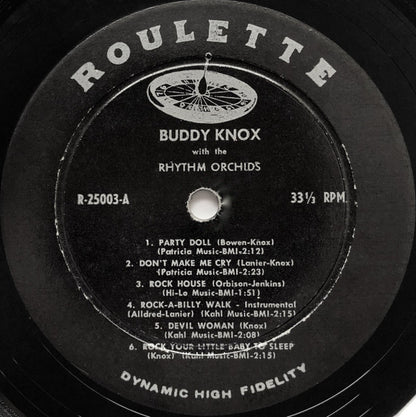 ROULETTE
BUDDY KNOX
with the
RHYTHM ORCHIDS
R-25003-A
33⅓ RPM
1. PARTY DOLL (Bowen-Knox)
(Patricia Music-BMI-2:12)
2. DON'T MAKE ME CRY (Lanier-Knox)
(Patricia Music-BMI-2:23)
3. ROCK HOUSE (Orbison-Jenkins)
(Hi-Lo Music-BMI-1:51)
4. ROCK-A-BILLY WALK - Instrumental
(Alldred-Lanier) (Kahl Music-BMI-2:15)
5. DEVIL WOMAN (Knox)
(Kahl Music-BMI-2:08)
6. ROCK YOUR LITTLE BABY TO SLEEP
(Knox) (Kahl Music-BMI-2:15)
DYNAMIC HIGH FIDELITY